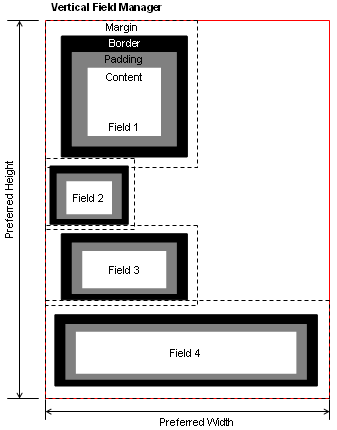 Vertical Field Manager
Margin
Border
Padding
Content
Field 1
Preferred Height
Field 2
Field 3
Field 4
Preferred Width